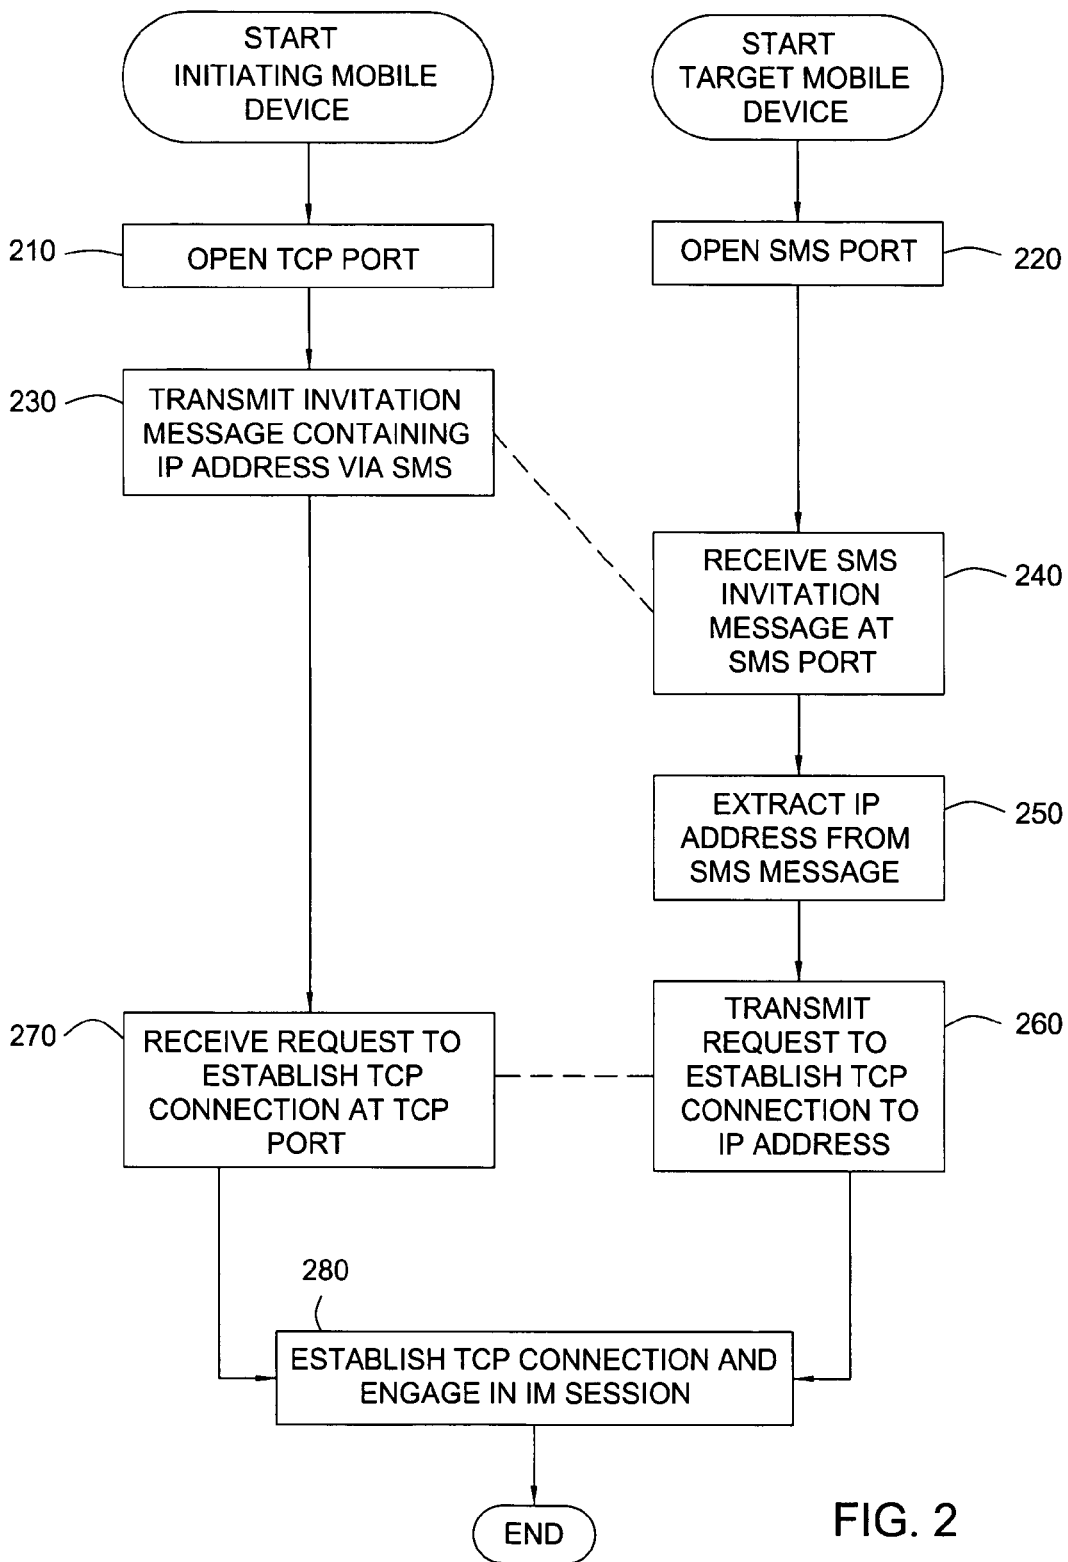 START
INITIATING MOBILE
DEVICE
START
TARGET MOBILE
DEVICE
210
OPEN TCP PORT
OPEN SMS PORT
220
230
TRANSMIT INVITATION
MESSAGE CONTAINING
IP ADDRESS VIA SMS
RECEIVE SMS
INVITATION
MESSAGE AT
SMS PORT
240
EXTRACT IP
ADDRESS FROM
SMS MESSAGE
250
270
RECEIVE REQUEST TO
ESTABLISH TCP
CONNECTION AT TCP
PORT
TRANSMIT
REQUEST TO
ESTABLISH TCP
CONNECTION TO
IP ADDRESS
260
280
ESTABLISH TCP CONNECTION AND
ENGAGE IN IM SESSION
END
FIG. 2